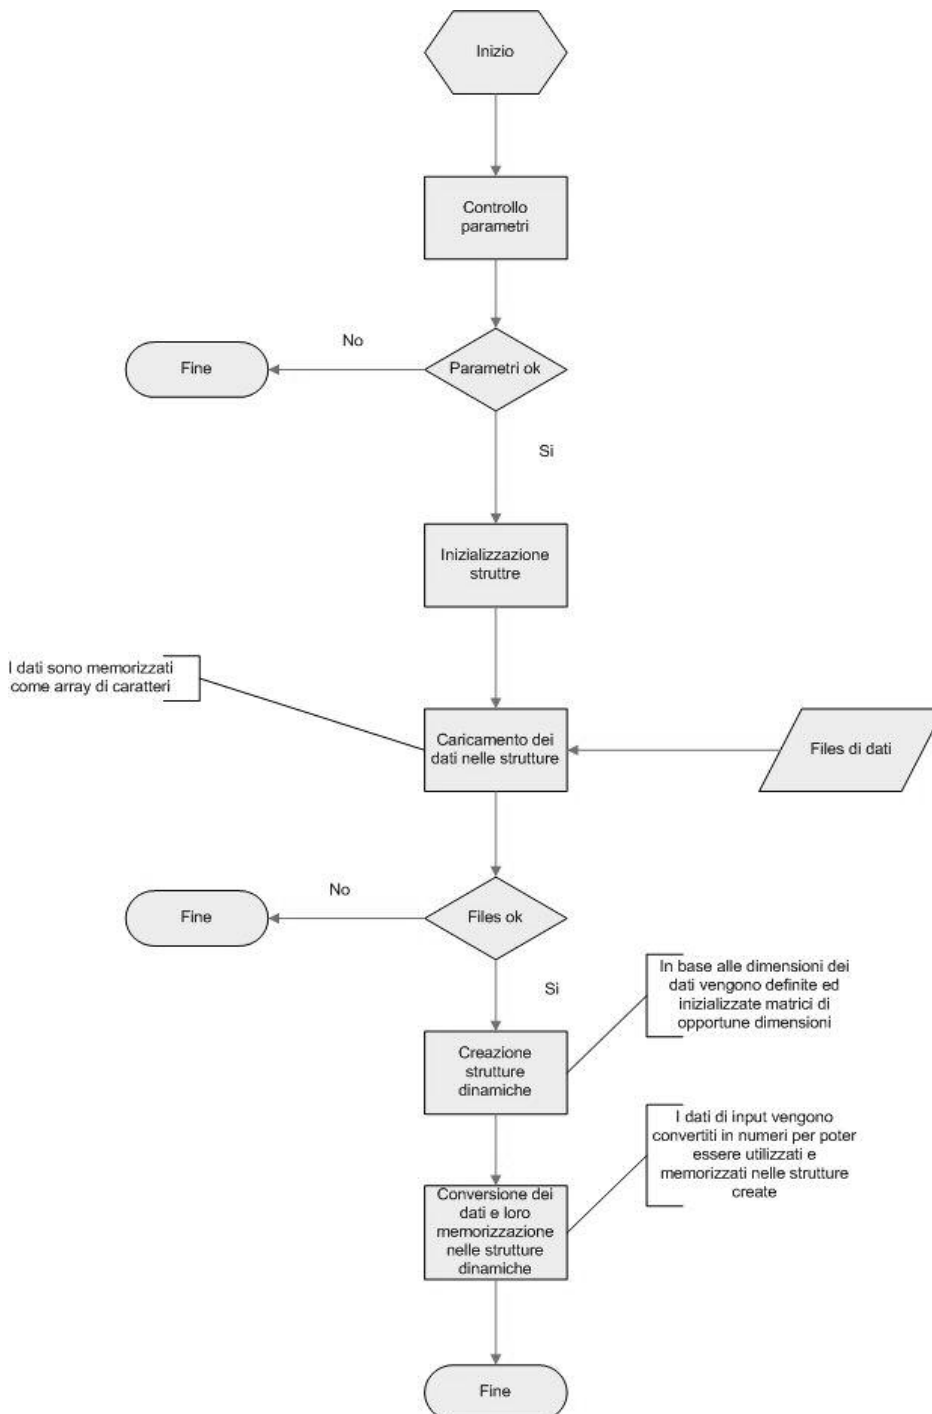 Inizio
Controllo
parametri
No
Fine
Parametri ok
Si
Inizializzazione
struttre
I dati sono memorizzati
come array di caratteri
Caricamento dei
dati nelle strutture
Files di dati
No
Fine
Files ok
Si
In base alle dimensioni dei
dati vengono definite ed
inizializzate matrici di
opportune dimensioni
Creazione
strutture
dinamiche
I dati di input vengono
convertiti in numeri per poter
essere utilizzati e
memorizzati nelle strutture
create
Conversione dei
dati e loro
memorizzazione
nelle strutture
dinamiche
Fine